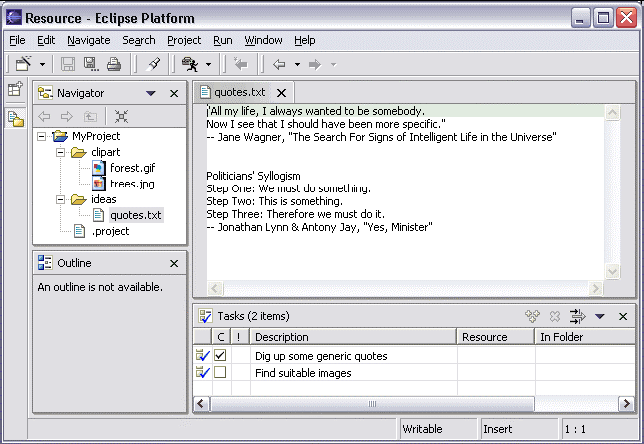 Resource - Eclipse Platform
File Edit Navigate Search Project Run Window Help
Navigator
MyProject
clipart
forest.gif
trees.jpg
ideas
quotes.txt
.project
Outline
An outline is not available.
quotes.txt
"All my life, I always wanted to be somebody.
Now I see that I should have been more specific."
-- Jane Wagner, "The Search For Signs of Intelligent Life in the Universe"
Politicians' Syllogism
Step One: We must do something.
Step Two: This is something.
Step Three: Therefore we must do it.
-- Jonathan Lynn & Antony Jay, "Yes, Minister"
Tasks (2 items)
C ! Description Resource In Folder
Dig up some generic quotes
Find suitable images
Writable Insert 1 : 1